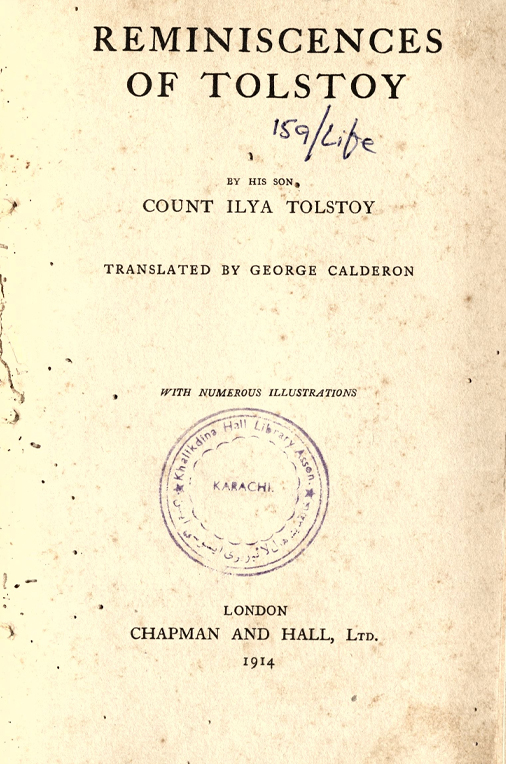 REMINISCENCES
OF TOLSTOY
159/Life
BY HIS SON,
COUNT ILYA TOLSTOY
TRANSLATED BY GEORGE CALDERON
WITH NUMEROUS ILLUSTRATIONS
Khalikdina Hall Library Asson.
KARACHI.
LONDON
CHAPMAN AND HALL, LTD.
1914